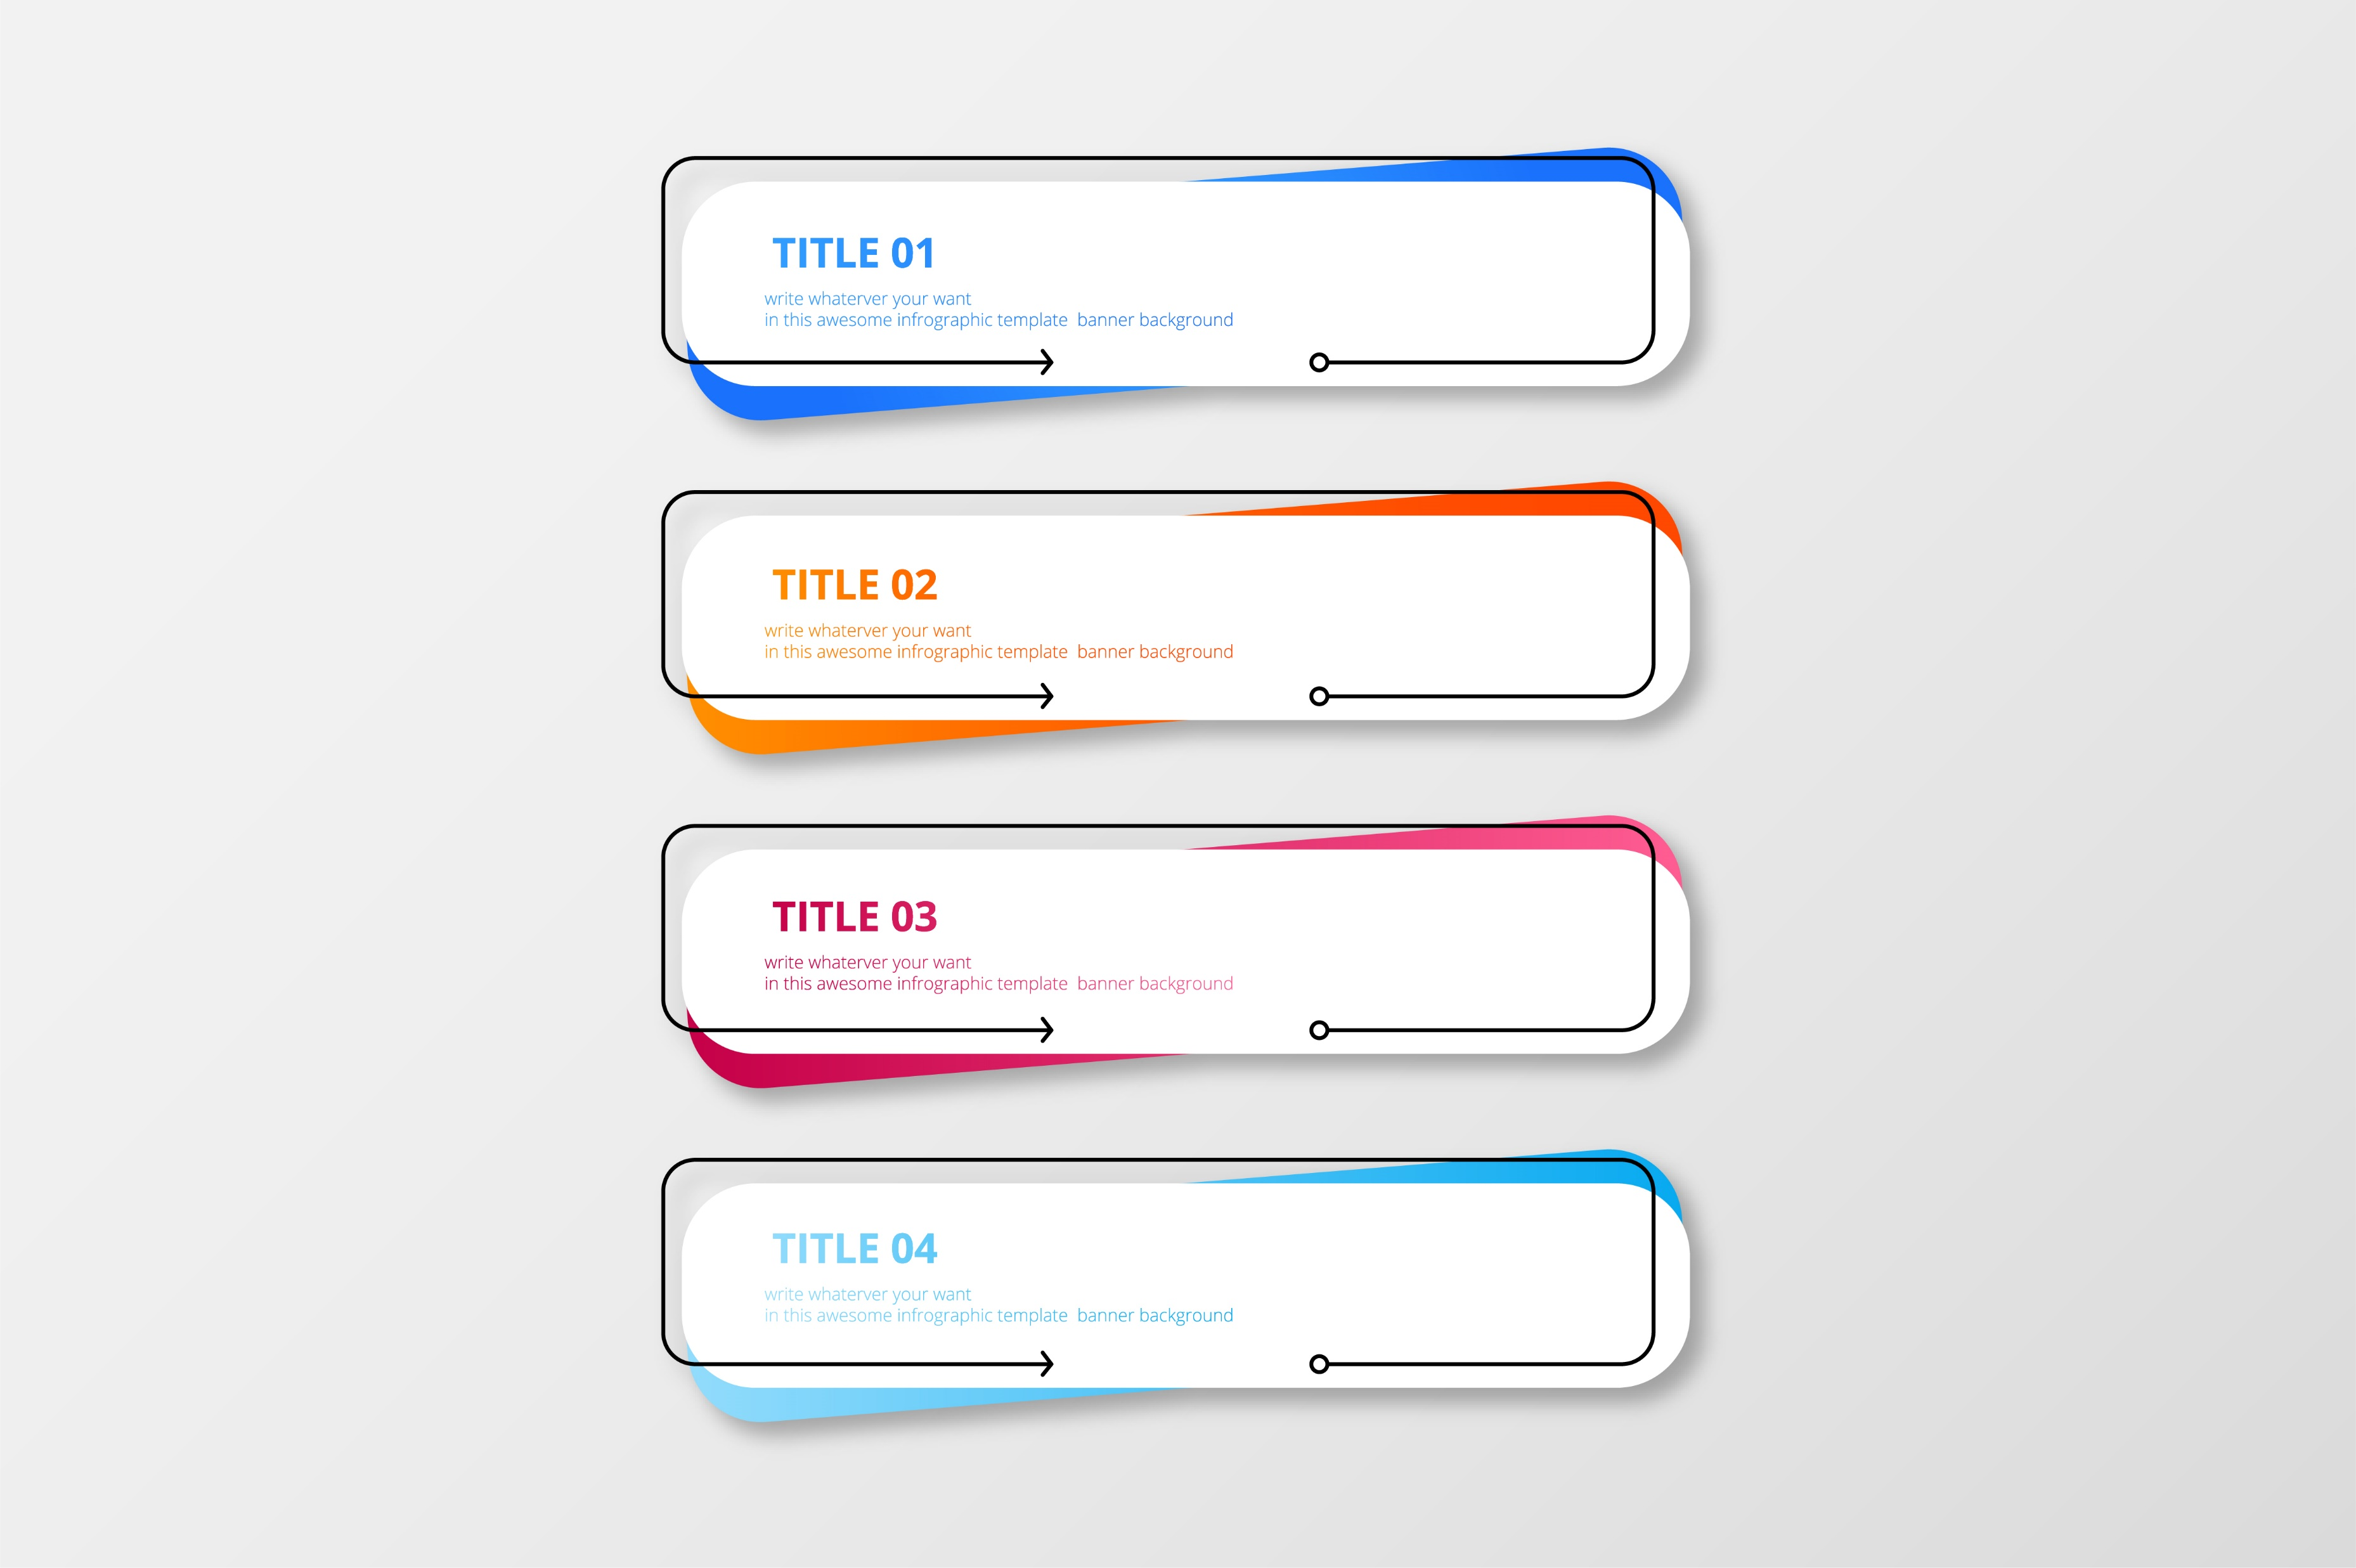 TITLE 01
write whaterver your want
in this awesome infrographic template  banner background
TITLE 02
write whaterver your want
in this awesome infrographic template  banner background
TITLE 03
write whaterver your want
in this awesome infrographic template  banner background
TITLE 04
write whaterver your want
in this awesome infrographic template  banner background